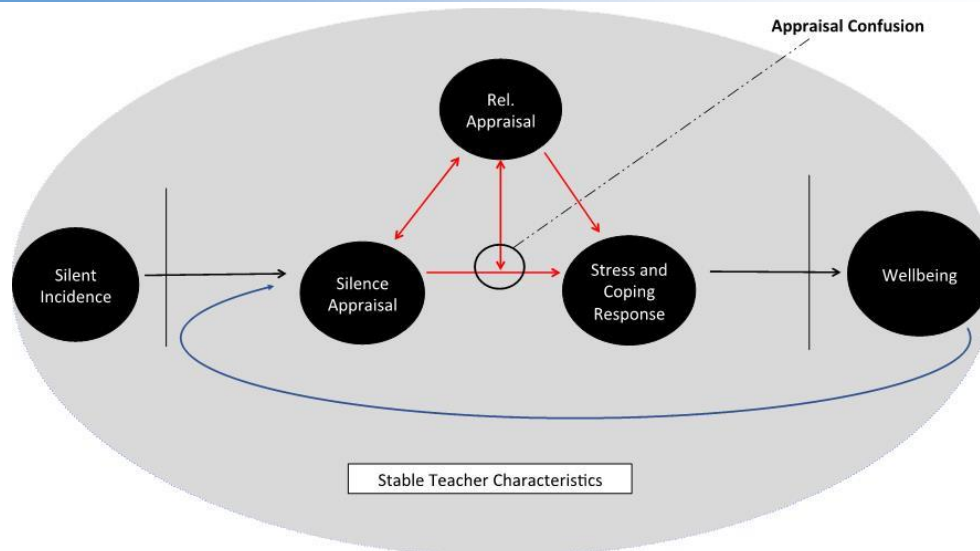 Appraisal Confusion
Rel.
Appraisal
Silent
Incidence
Silence
Appraisal
Stress and
Coping
Response
Wellbeing
Stable Teacher Characteristics